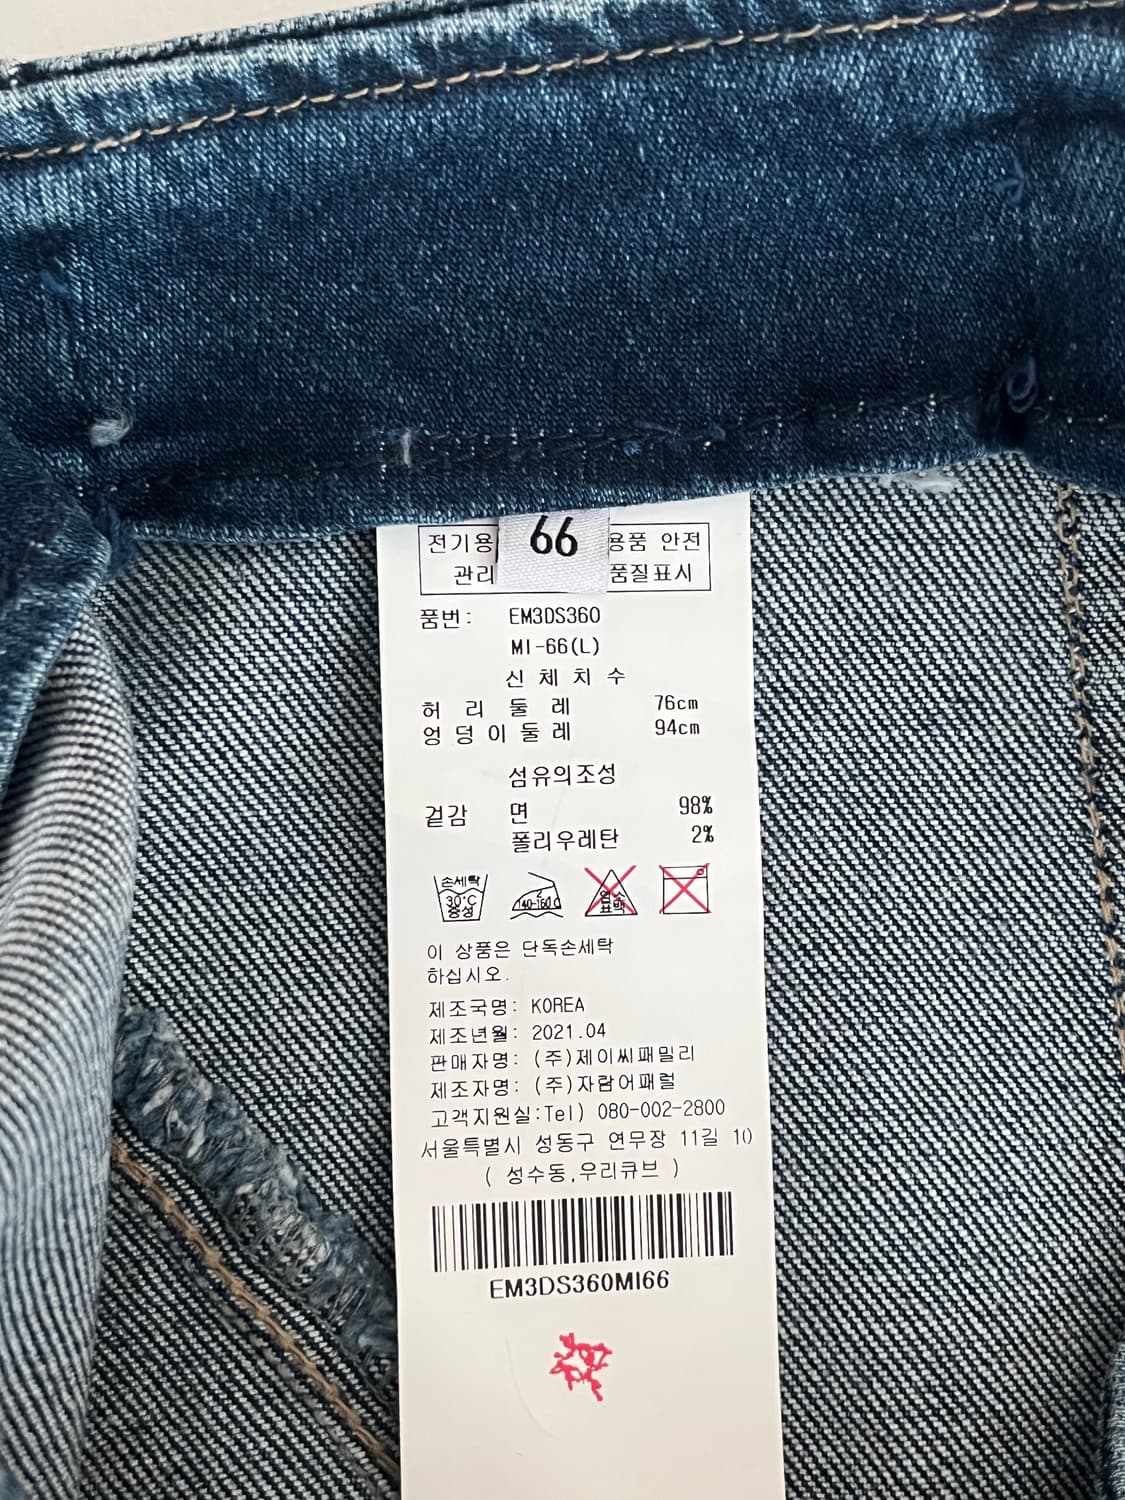 66
전기용 용품 안전
관리 품질표시
품번: EM3DS360
MI-66(L)
신 체 치 수
허 리 둘 레 76cm
엉 덩 이 둘 레 94cm
섬유의조성
겉감 면 98%
폴리우레탄 2%
손세탁
30°C
중성
2
140~160°C
염소
표백
이 상품은 단독손세탁
하십시오.
제조국명: KOREA
제조년월: 2021.04
판매자명: (주)제이씨패밀리
제조자명: (주)자람어패럴
고객지원실:Tel) 080-002-2800
서울특별시 성동구 연무장 11길 10
( 성수동,우리큐브 )
EM3DS360MI66